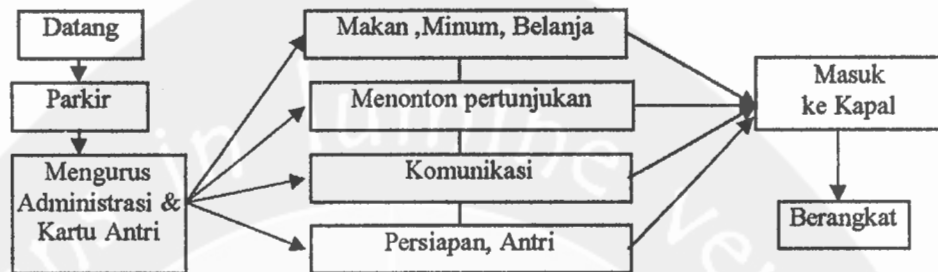 Datang
Parkir
Mengurus
Administrasi &
Kartu Antri
Makan ,Minum, Belanja
Menonton pertunjukan
Komunikasi
Persiapan, Antri
Masuk
ke Kapal
Berangkat